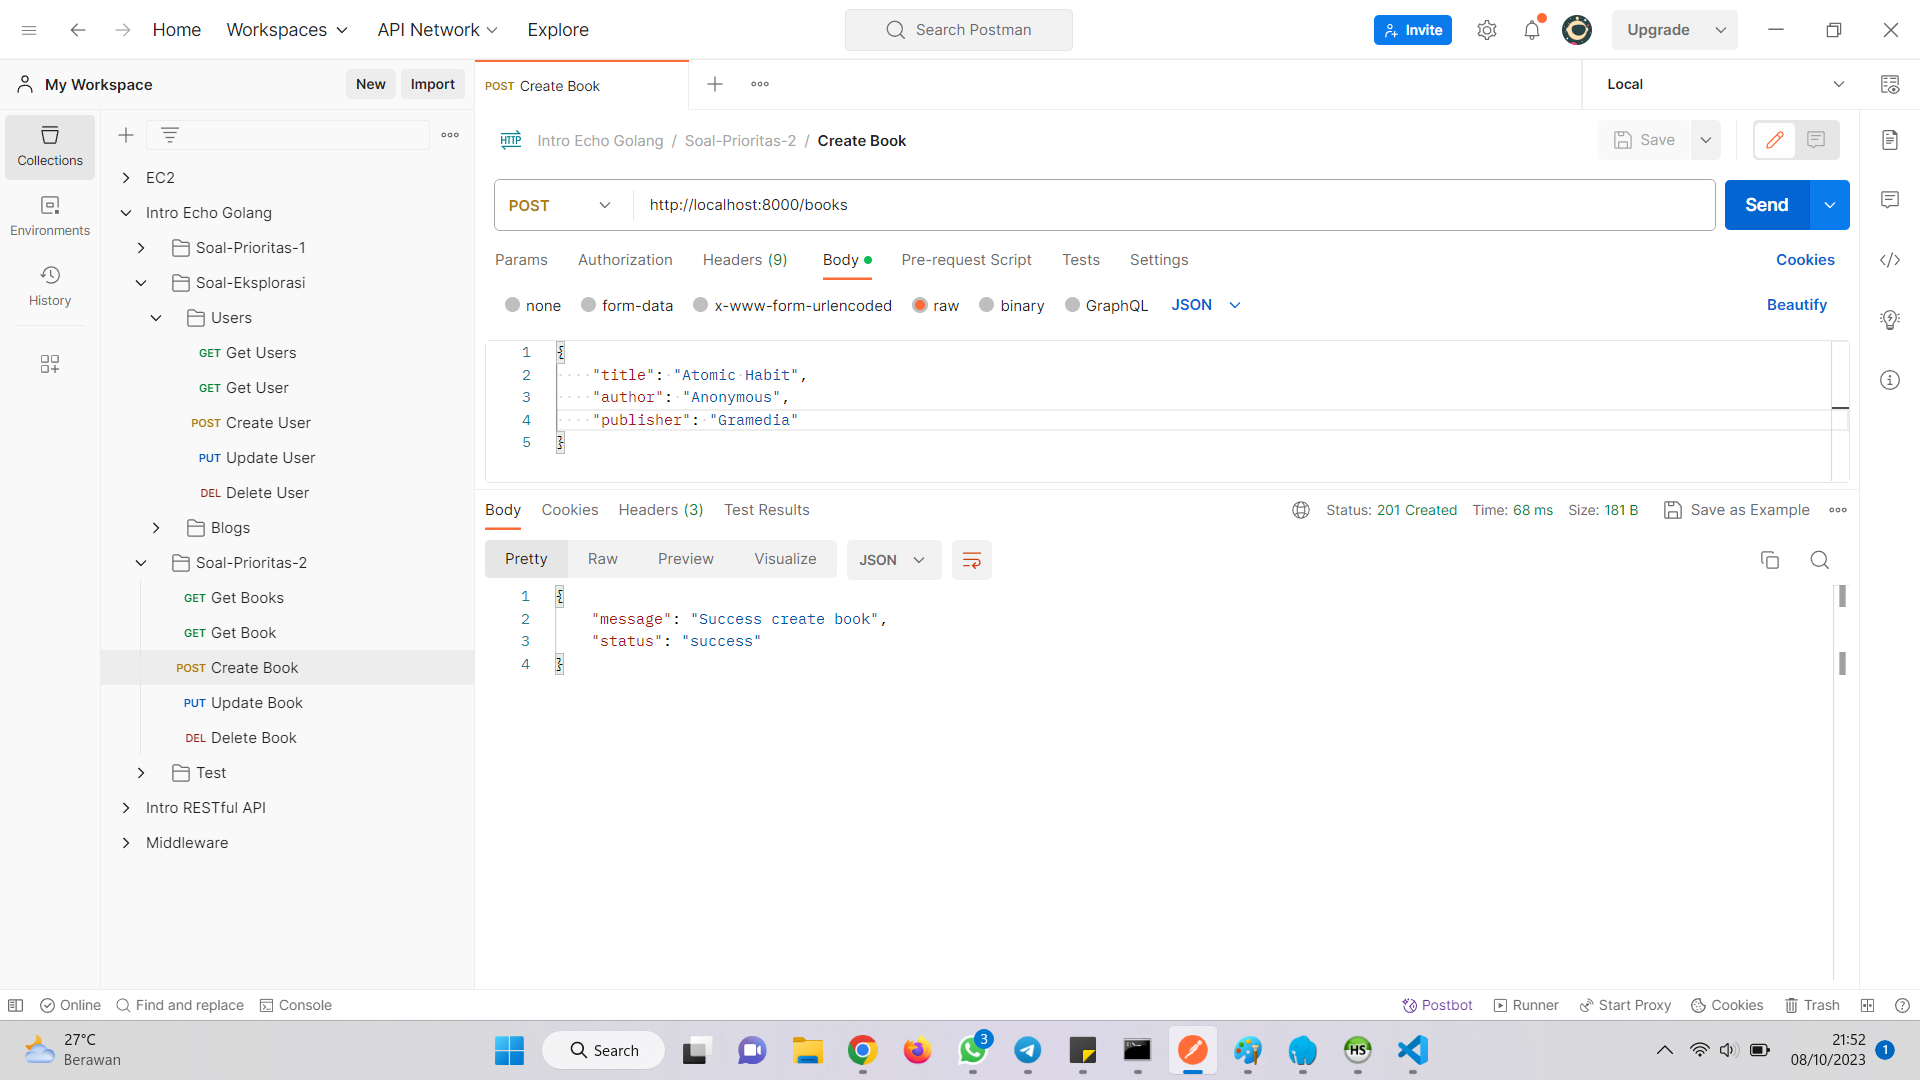 Home
Workspaces
API Network
Explore
Search Postman
Invite
Upgrade
My Workspace
New
Import
POST Create Book
Local
Collections
Environments
History
EC2
Intro Echo Golang
Soal-Prioritas-1
Soal-Eksplorasi
Users
GET Get Users
GET Get User
POST Create User
PUT Update User
DEL Delete User
Blogs
Soal-Prioritas-2
GET Get Books
GET Get Book
POST Create Book
PUT Update Book
DEL Delete Book
Test
Intro RESTful API
Middleware
HTTP Intro Echo Golang / Soal-Prioritas-2 / Create Book
Save
POST http://localhost:8000/books
Send
Params Authorization Headers (9) Body Pre-request Script Tests Settings
Cookies
none form-data x-www-form-urlencoded raw binary GraphQL JSON
Beautify
1 {
2 "title": "Atomic Habit",
3 "author": "Anonymous",
4 "publisher": "Gramedia"
5 }
Body Cookies Headers (3) Test Results
Status: 201 Created Time: 68 ms Size: 181 B Save as Example
Pretty Raw Preview Visualize JSON
1 {
2 "message": "Success create book",
3 "status": "success"
4 }
Online Find and replace Console
Postbot Runner Start Proxy Cookies Trash
27°C
Berawan
Search
3
HS
21:52
08/10/2023
1